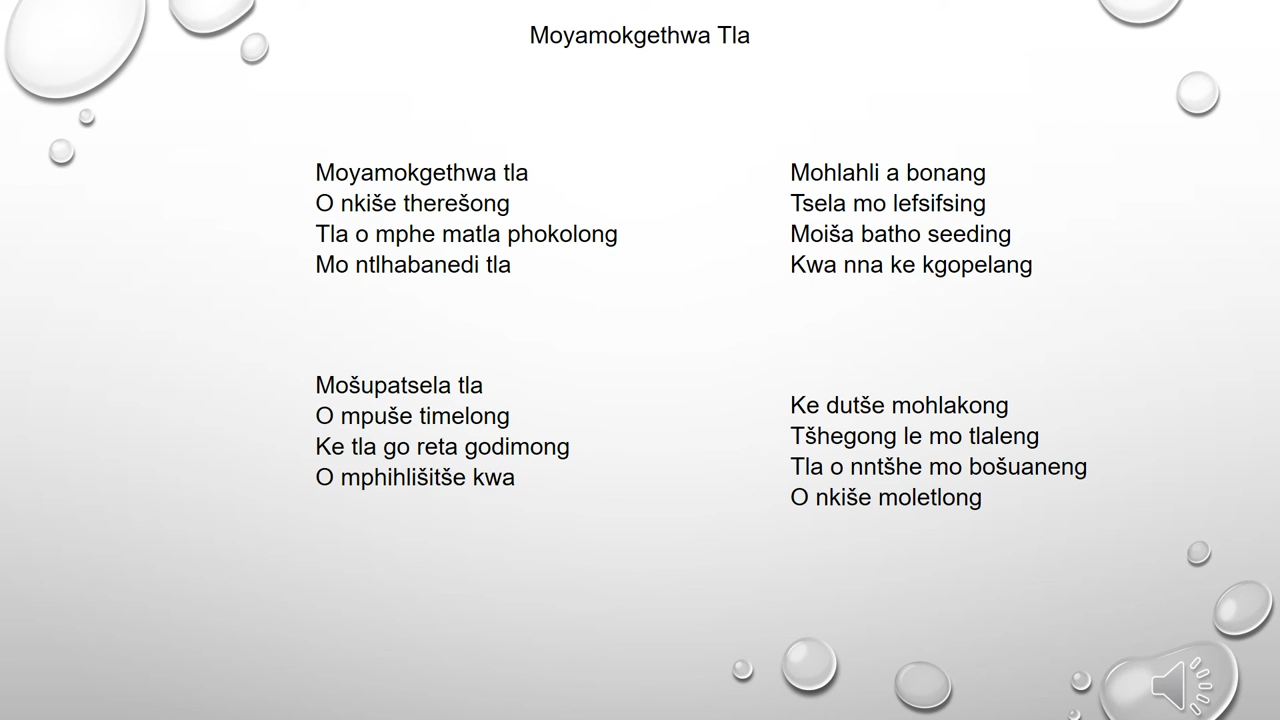 Moyamokgethwa Tla
Moyamokgethwa tla
O nkiše therešong
Tla o mphe matla phokolong
Mo ntlhabanedi tla
Mošupatsela tla
O mpuše timelong
Ke tla go reta godimong
O mphihlišitše kwa
Mohlahli a bonang
Tsela mo lefsifsing
Moiša batho seeding
Kwa nna ke kgopelang
Ke dutše mohlakong
Tšhegong le mo tlaleng
Tla o nntšhe mo bošuaneng
O nkiše moletlong